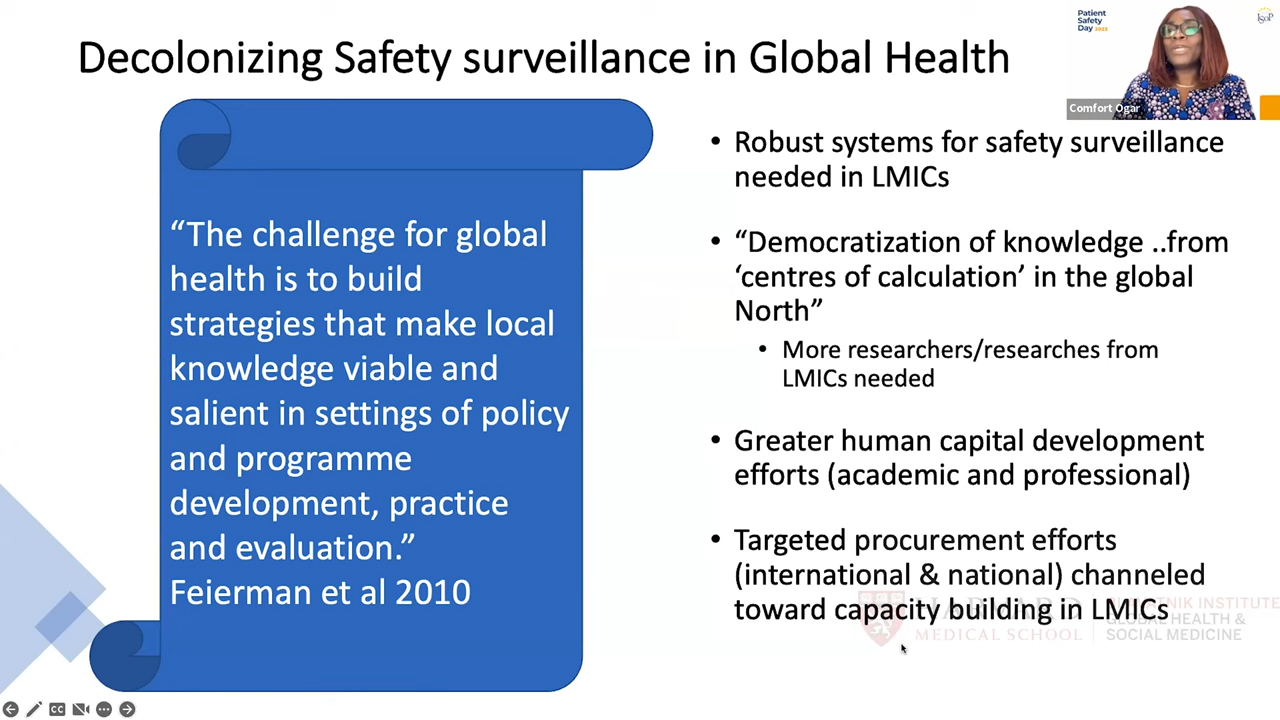 Decolonizing Safety surveillance in Global Health
Patient
Safety
Day 2023
ISoP
Comfort Ogar
“The challenge for global
health is to build
strategies that make local
knowledge viable and
salient in settings of policy
and programme
development, practice
and evaluation.”
Feierman et al 2010
• Robust systems for safety surveillance
needed in LMICs
• “Democratization of knowledge ..from
‘centres of calculation’ in the global
North”
• More researchers/researches from
LMICs needed
• Greater human capital development
efforts (academic and professional)
• Targeted procurement efforts
(international & national) channeled
toward capacity building in LMICs
HARVARD
MEDICAL SCHOOL
INSTITUTE
GLOBAL HEALTH &
SOCIAL MEDICINE
CC